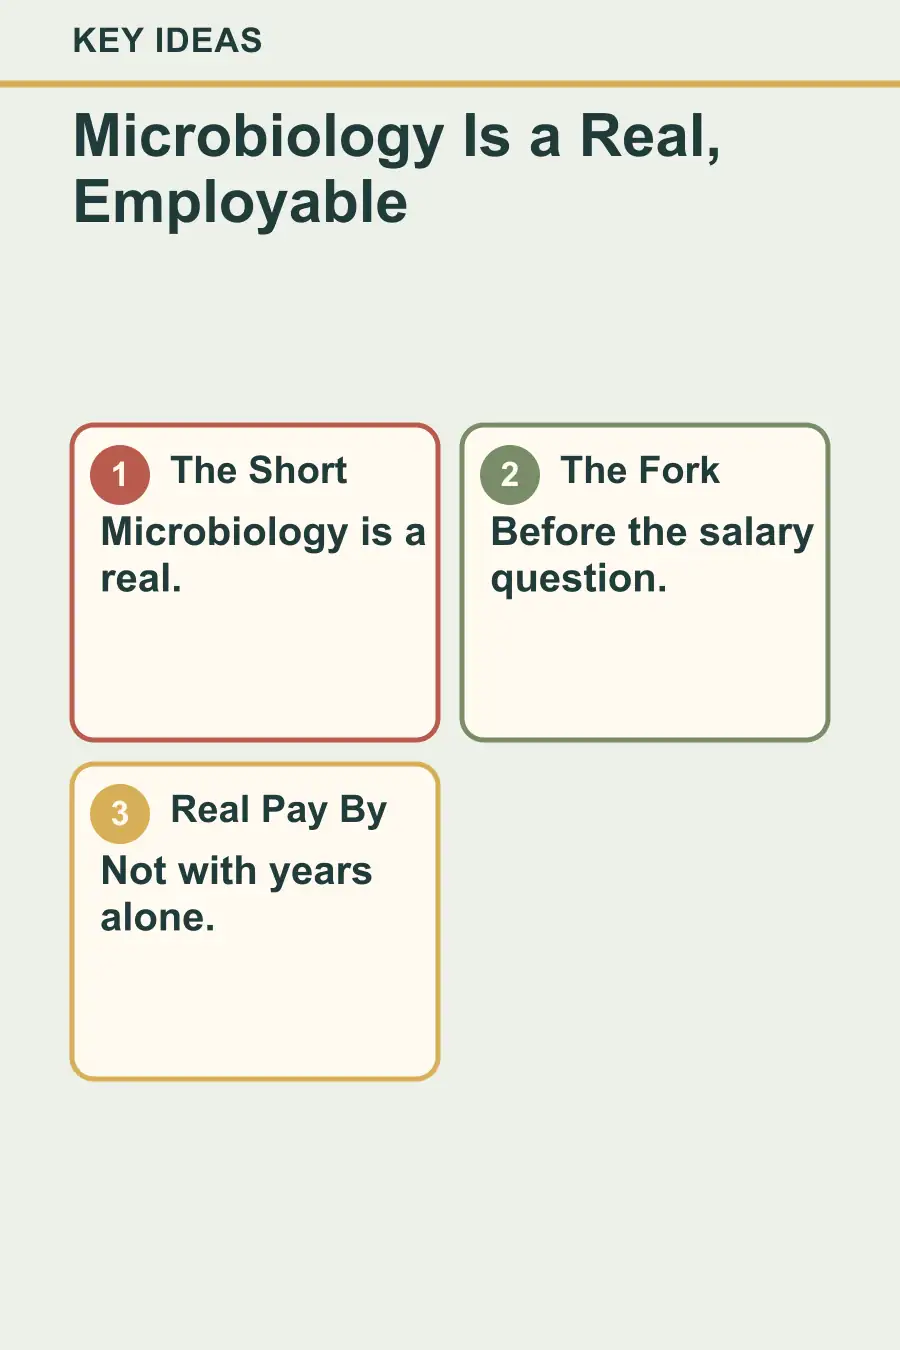 KEY IDEAS
Microbiology Is a Real,
Employable
1 The Short
Microbiology is a
real.
2 The Fork
Before the salary
question.
3 Real Pay By
Not with years
alone.